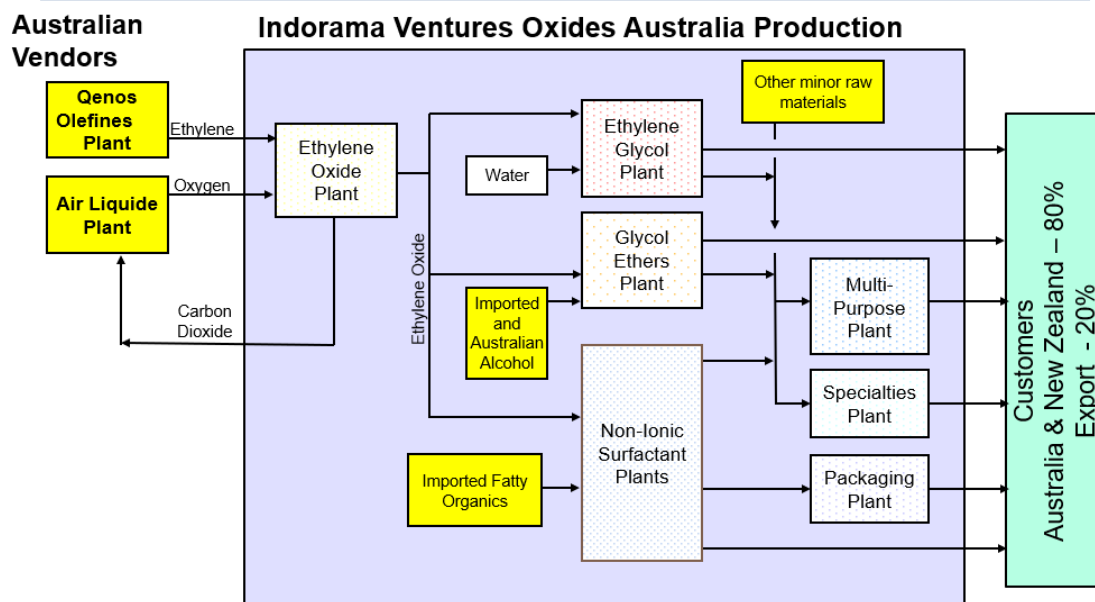 Australian
Vendors
Indorama Ventures Oxides Australia Production
Qenos
Olefines
Plant
Ethylene
Air Liquide
Plant
Oxygen
Carbon
Dioxide
Ethylene
Oxide
Plant
Ethylene Oxide
Water
Imported
and
Australian
Alcohol
Imported Fatty
Organics
Ethylene
Glycol
Plant
Glycol
Ethers
Plant
Non-Ionic
Surfactant
Plants
Other minor raw
materials
Multi-
Purpose
Plant
Specialties
Plant
Packaging
Plant
Customers
Australia & New Zealand – 80%
Export - 20%